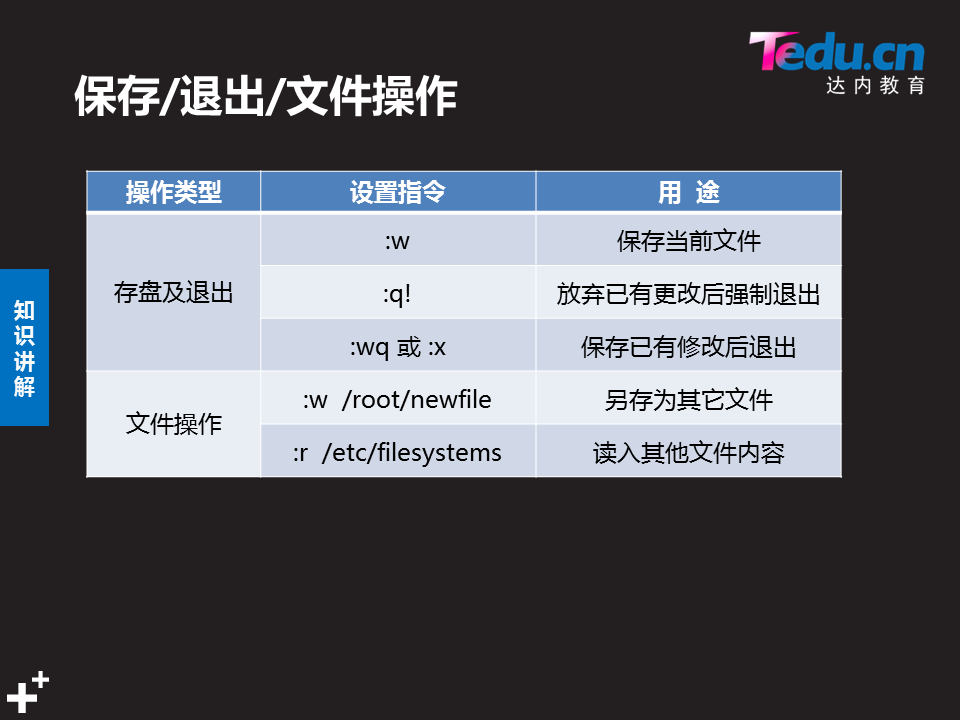 Tedu.cn
达内教育
保存/退出/文件操作
操作类型 设置指令 用 途
存盘及退出 :w 保存当前文件
:q! 放弃已有更改后强制退出
:wq 或 :x 保存已有修改后退出
文件操作 :w /root/newfile 另存为其它文件
:r /etc/filesystems 读入其他文件内容
知
识
讲
解